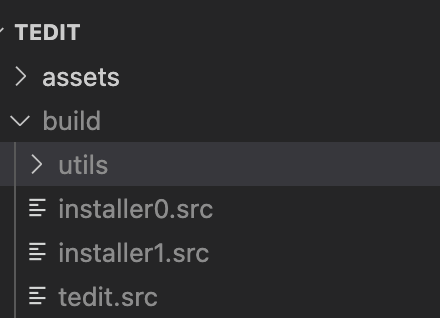 TEDIT
assets
build
utils
installer0.src
installer1.src
tedit.src